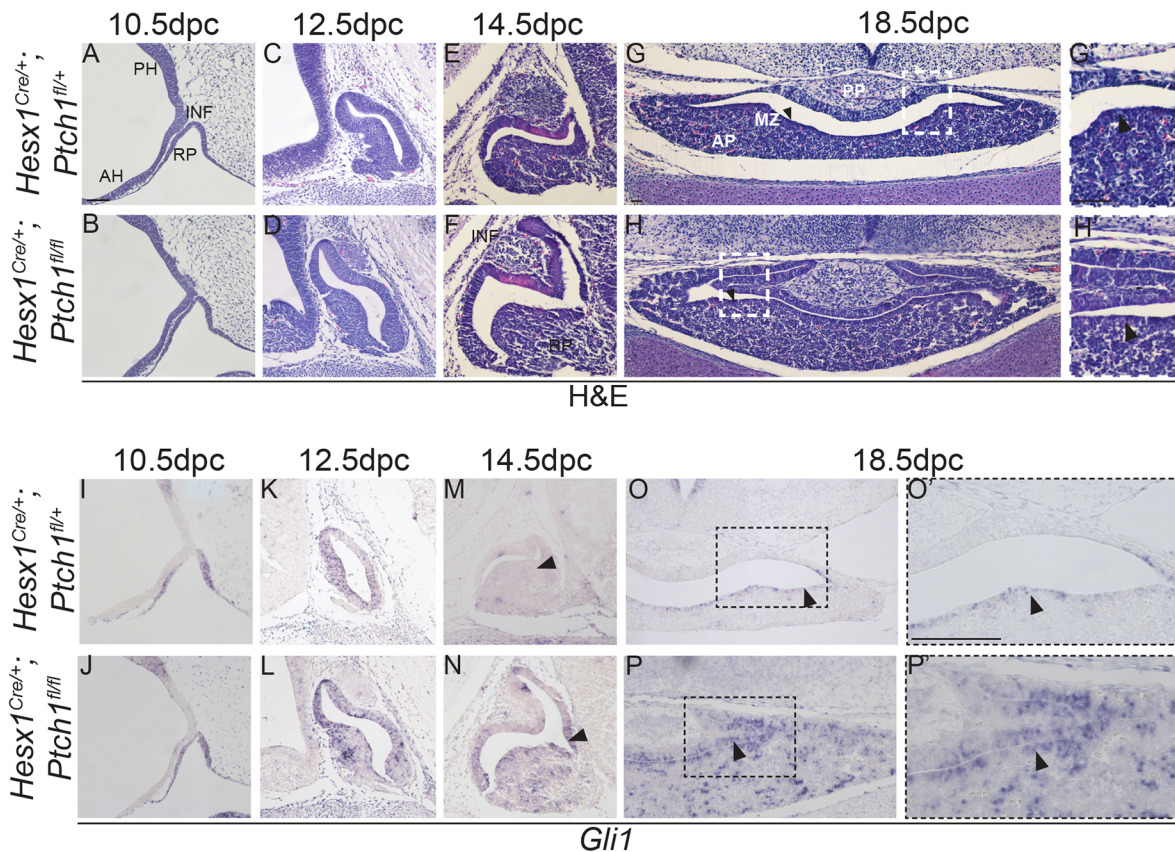 10.5dpc 12.5dpc 14.5dpc 18.5dpc
Hesx1Cre/+;
Ptch1fl/+
A PH INF RP AH
C
E
G PP MZ AP
G'
Hesx1Cre/+;
Ptch1fl/fl
B
D
F INF RP
H
H'
H&E
10.5dpc 12.5dpc 14.5dpc 18.5dpc
Hesx1Cre/+;
Ptch1fl/+
I
K
M
O
O'
Hesx1Cre/+;
Ptch1fl/fl
J
L
N
P
P'
Gli1